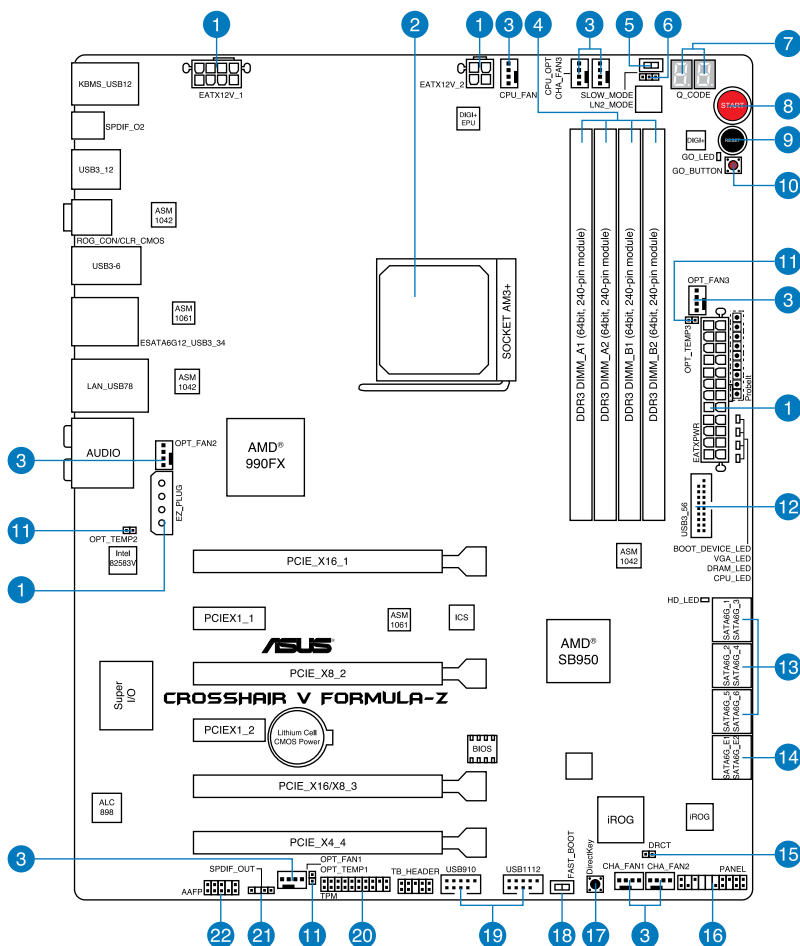 1
2
1
3
4
3
5
6
7
KBMS_USB12
EATX12V_1
EATX12V_2
CPU_FAN
CPU_OPT
CHA_FAN3
SLOW_MODE
LN2_MODE
Q_CODE
START
8
SPDIF_O2
DIGI+
EPU
DIGI+
RESET
9
GO_LED
GO_BUTTON
10
USB3_12
ASM
1042
ROG_CON/CLR_CMOS
USB3-6
11
OPT_FAN3
3
SOCKET AM3+
DDR3 DIMM_A1 (64bit, 240-pin module)
DDR3 DIMM_A2 (64bit, 240-pin module)
DDR3 DIMM_B1 (64bit, 240-pin module)
DDR3 DIMM_B2 (64bit, 240-pin module)
ASM
1061
ESATA6G12_USB3_34
OPT_TEMP3
ProbeIt
LAN_USB78
ASM
1042
1
EATXPWR
AUDIO
OPT_FAN2
3
AMD®
990FX
EZ_PLUG
USB3_56
12
11
OPT_TEMP2
Intel
82583V
1
BOOT_DEVICE_LED
VGA_LED
DRAM_LED
CPU_LED
ASM
1042
PCIE_X16_1
HD_LED
SATA6G_1
SATA6G_3
PCIEX1_1
ASM
1061
ICS
ASUS
AMD®
SB950
SATA6G_2
SATA6G_4
13
Super
I/O
PCIE_X8_2
CROSSHAIR V FORMULA-Z
SATA6G_5
SATA6G_6
PCIEX1_2
Lithium Cell
CMOS Power
BIOS
SATA6G_E1
SATA6G_E2
14
PCIE_X16/X8_3
ALC
898
iROG
iROG
PCIE_X4_4
DRCT
15
3
SPDIF_OUT
OPT_FAN1
OPT_TEMP1
TB_HEADER
USB910
USB1112
FAST_BOOT
DirectKey
CHA_FAN1
CHA_FAN2
PANEL
AAFP
TPM
22
21
11
20
19
18
17
3
16